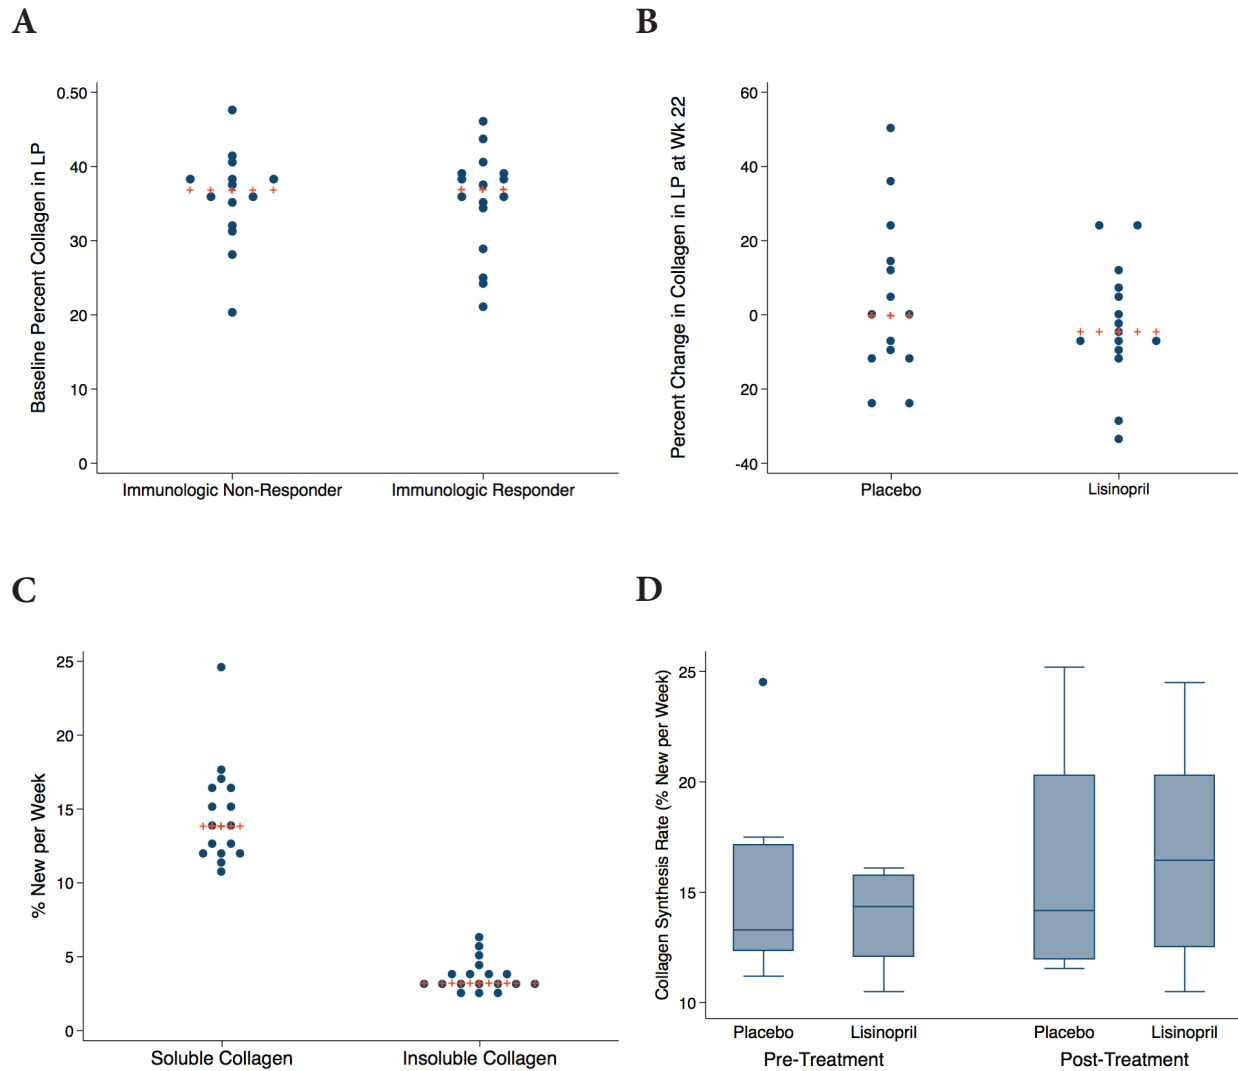 A
Baseline Percent Collagen in LP
0.50
40
30
20
10
0
Immunologic Non-Responder
Immunologic Responder
B
Percent Change in Collagen in LP at Wk 22
60
40
20
0
20
-40
Placebo
Lisinopril
C
% New per Week
25
20
15
10
5
0
Soluble Collagen
Insoluble Collagen
D
Collagen Synthesis Rate (% New per Week)
25
20
15
10
Placebo
Lisinopril
Placebo
Lisinopril
Pre-Treatment
Post-Treatment